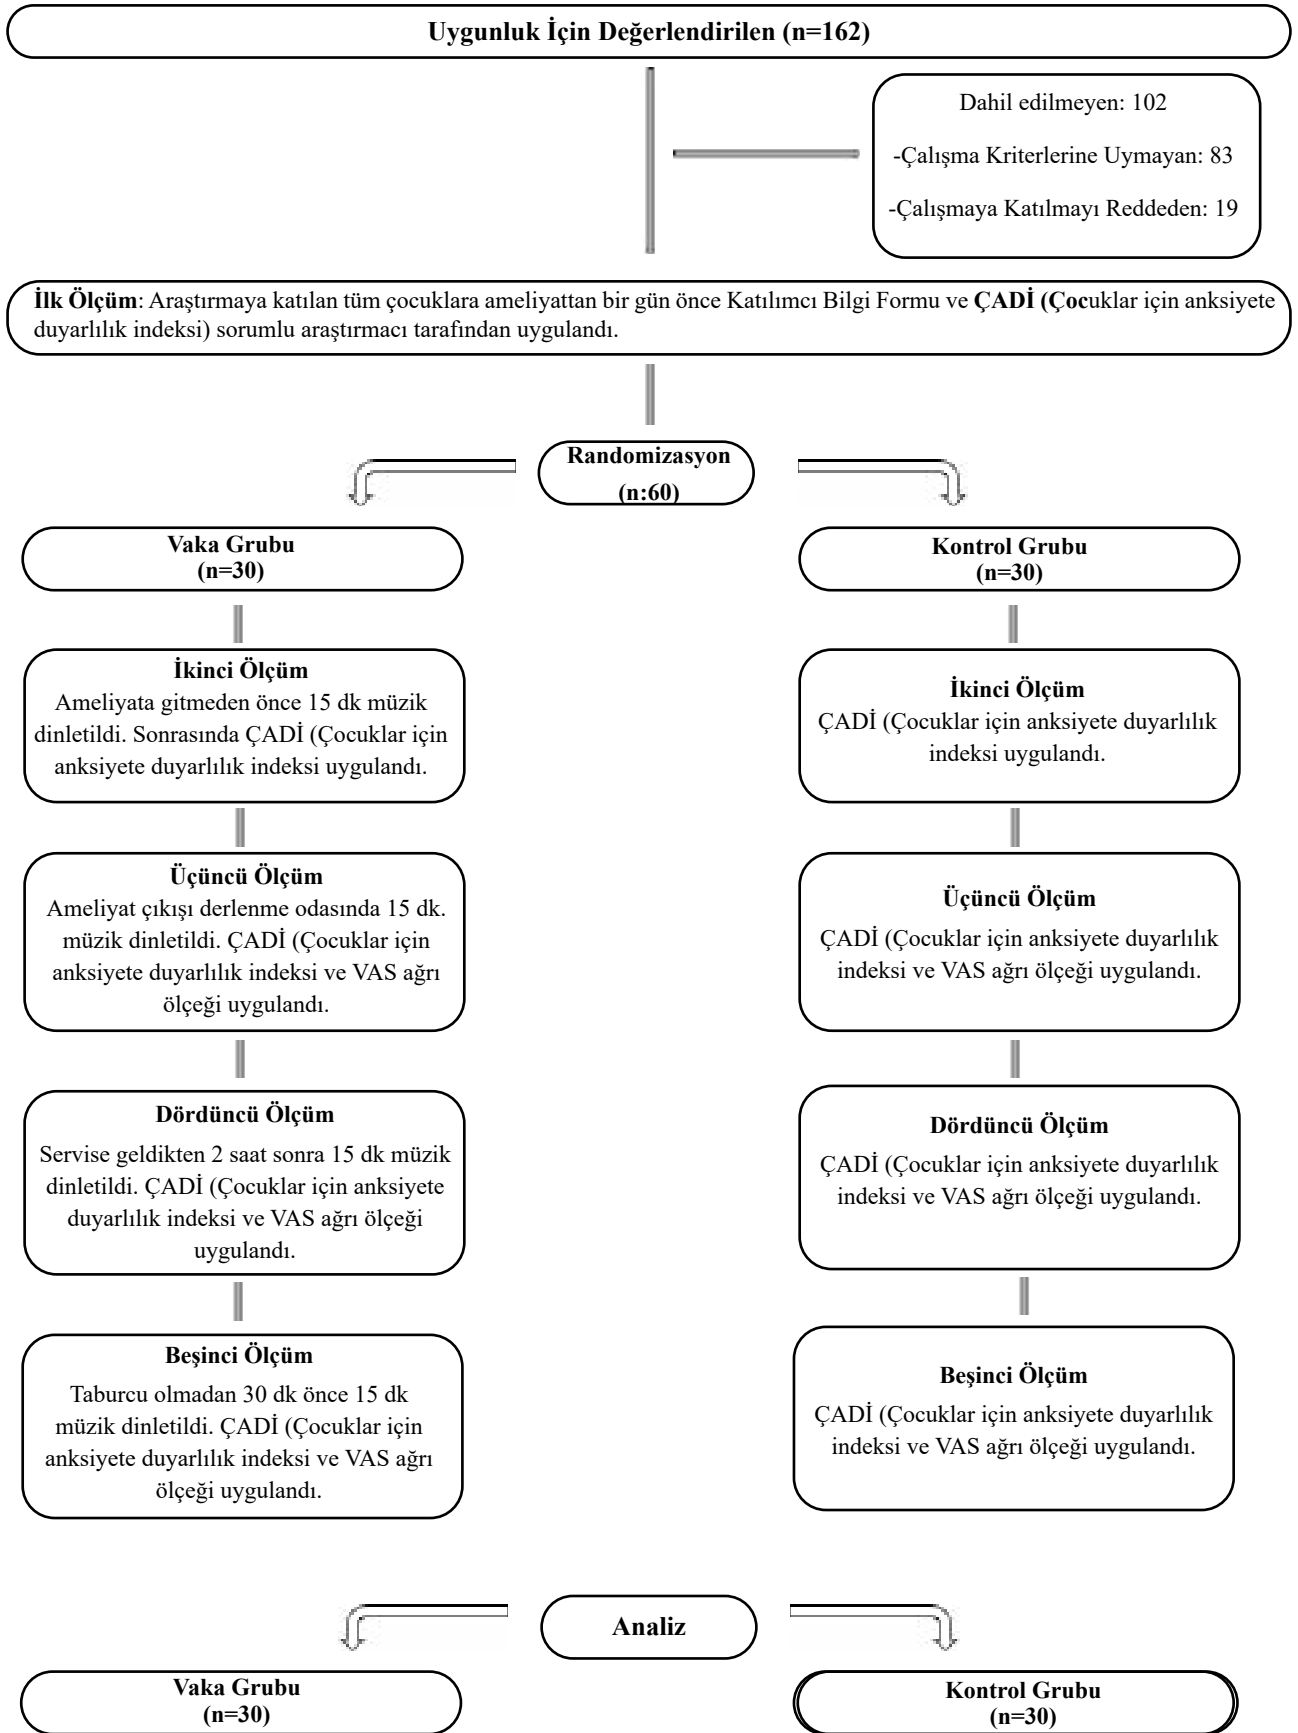 Uygunluk İçin Değerlendirilen (n=162)
Dahil edilmeyen: 102
-Çalışma Kriterlerine Uymayan: 83
-Çalışmaya Katılmayı Reddeden: 19
İlk Ölçüm: Araştırmaya katılan tüm çocuklara ameliyattan bir gün önce Katılımcı Bilgi Formu ve ÇADİ (Çocuklar için anksiyete
duyarlılık indeksi) sorumlu araştırmacı tarafından uygulandı.
Randomizasyon
(n:60)
Vaka Grubu
(n=30)
Kontrol Grubu
(n=30)
İkinci Ölçüm
Ameliyata gitmeden önce 15 dk müzik
dinletildi. Sonrasında ÇADİ (Çocuklar için
anksiyete duyarlılık indeksi uygulandı.
İkinci Ölçüm
ÇADİ (Çocuklar için anksiyete duyarlılık
indeksi uygulandı.
Üçüncü Ölçüm
Ameliyat çıkışı derlenme odasında 15 dk.
müzik dinletildi. ÇADİ (Çocuklar için
anksiyete duyarlılık indeksi ve VAS ağrı
ölçeği uygulandı.
Üçüncü Ölçüm
ÇADİ (Çocuklar için anksiyete duyarlılık
indeksi ve VAS ağrı ölçeği uygulandı.
Dördüncü Ölçüm
Servise geldikten 2 saat sonra 15 dk müzik
dinletildi. ÇADİ (Çocuklar için anksiyete
duyarlılık indeksi ve VAS ağrı ölçeği
uygulandı.
Dördüncü Ölçüm
ÇADİ (Çocuklar için anksiyete duyarlılık
indeksi ve VAS ağrı ölçeği uygulandı.
Beşinci Ölçüm
Taburcu olmadan 30 dk önce 15 dk
müzik dinletildi. ÇADİ (Çocuklar için
anksiyete duyarlılık indeksi ve VAS ağrı
ölçeği uygulandı.
Beşinci Ölçüm
ÇADİ (Çocuklar için anksiyete duyarlılık
indeksi ve VAS ağrı ölçeği uygulandı.
Analiz
Vaka Grubu
(n=30)
Kontrol Grubu
(n=30)